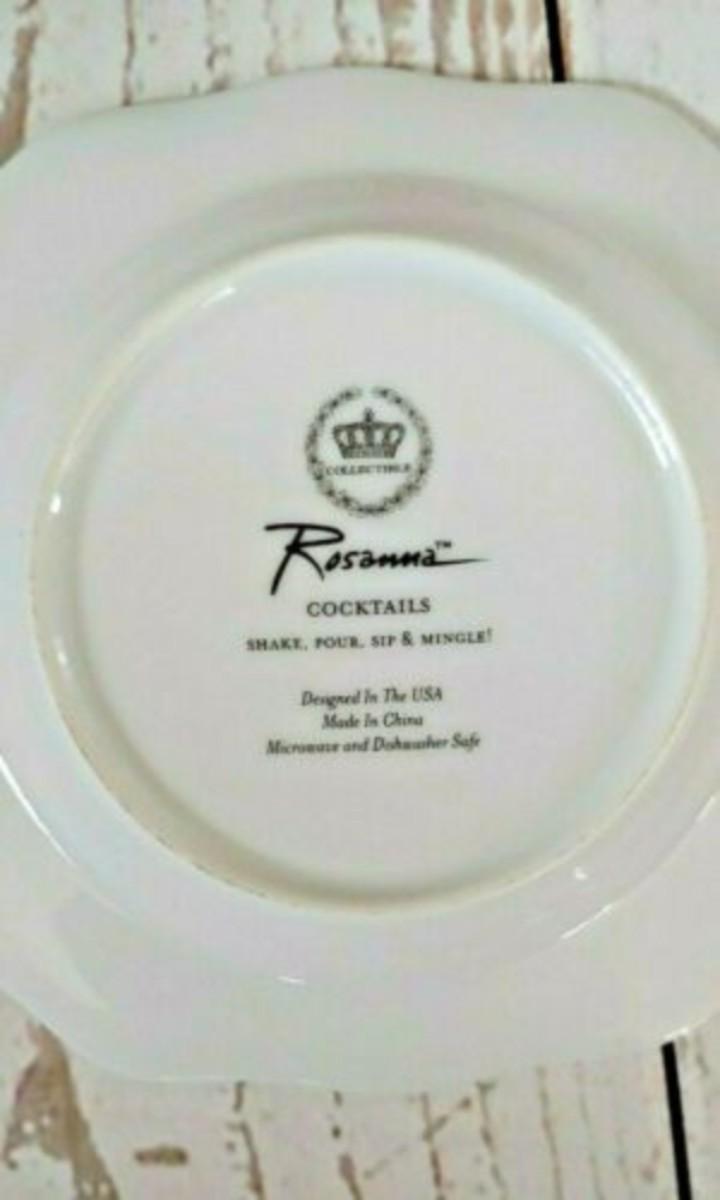 COLLECTIBLE
Rosanna™
COCKTAILS
SHAKE, POUR, SIP & MINGLE!
Designed In The USA
Made In China
Microwave and Dishwasher Safe